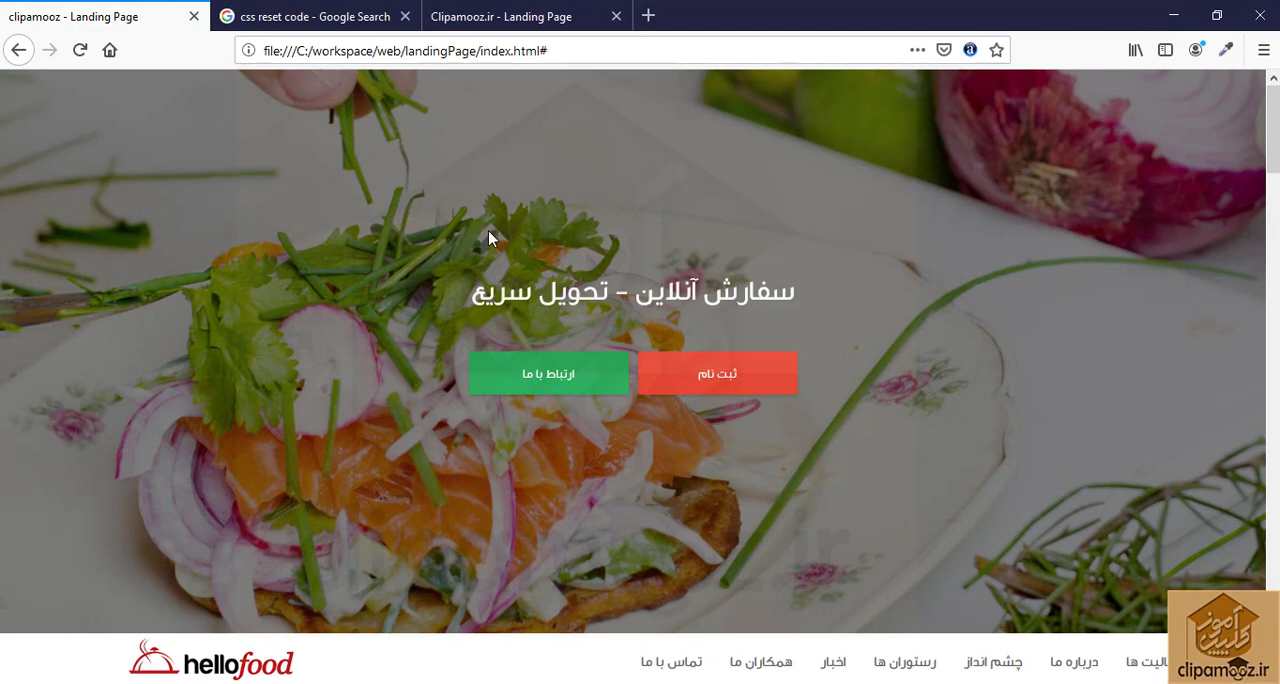 clipamooz - Landing Page
css reset code - Google Search
Clipamooz.ir - Landing Page
file:///C:/workspace/web/landingPage/index.html#
سفارش آنلاین - تحویل سریع
ثبت نام
ارتباط با ما
hellofood
درباره ما چشم انداز رستوران ها اخبار همکاران ما تماس با ما
کلیپ آموز
clipamooz.ir